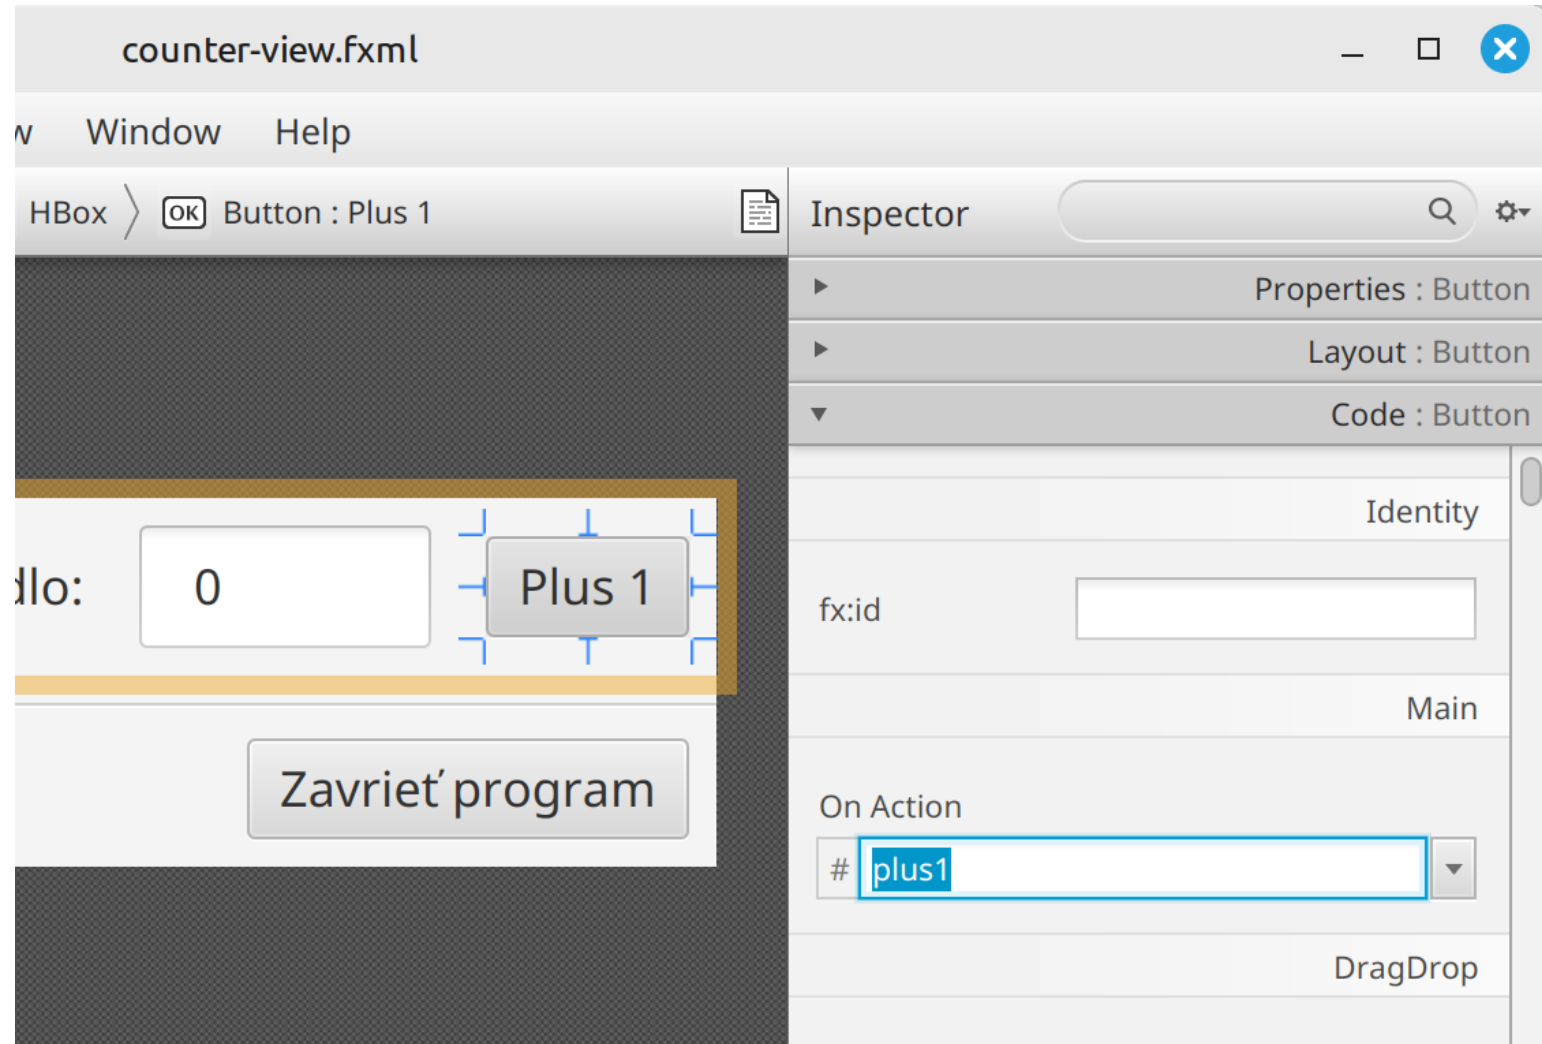 counter-view.fxml
Window Help
HBox OK Button : Plus 1
Inspector
Properties : Button
Layout : Button
Code : Button
Identity
dlo: 0 Plus 1
fx:id
Main
Zavrieť program
On Action
# plus1
DragDrop